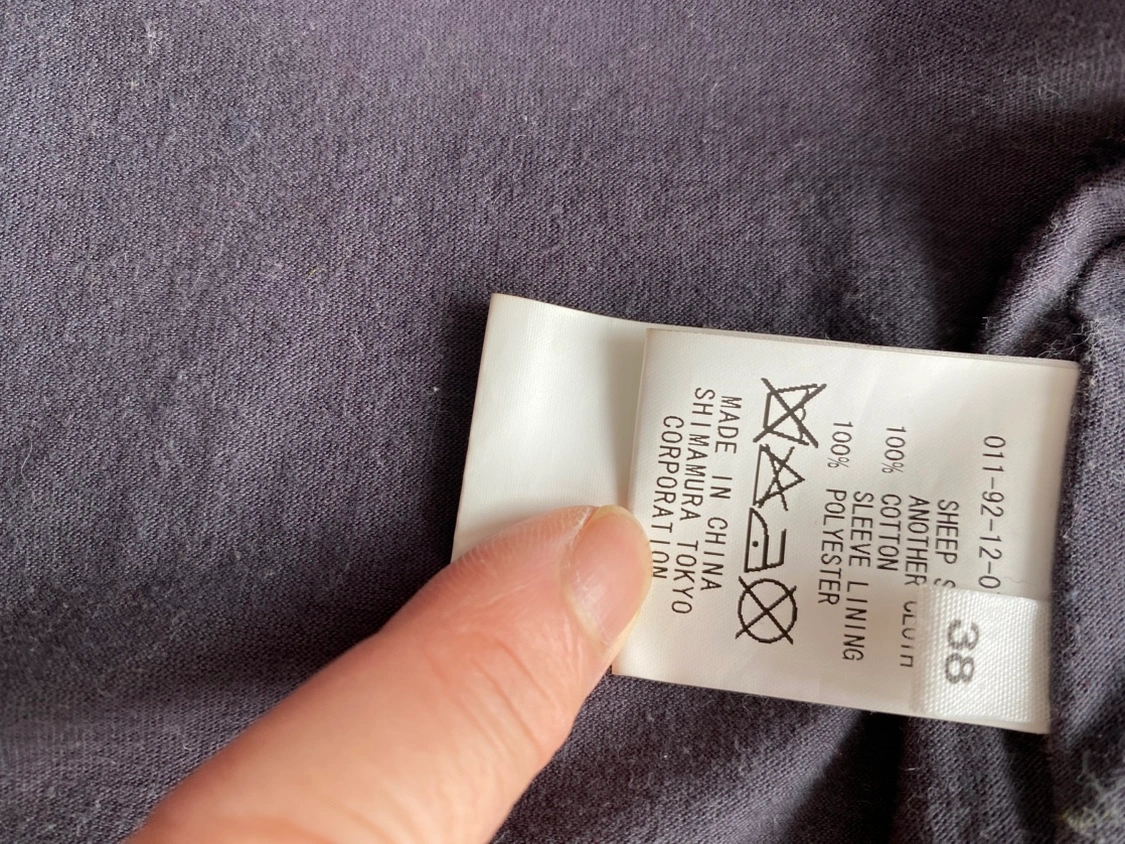 011-92-12-0
SHEEP
ANOTHER CLOTH
100% COTTON
SLEEVE LINING
100% POLYESTER
MADE IN CHINA
SHIMAMURA TOKYO
CORPORATION
38